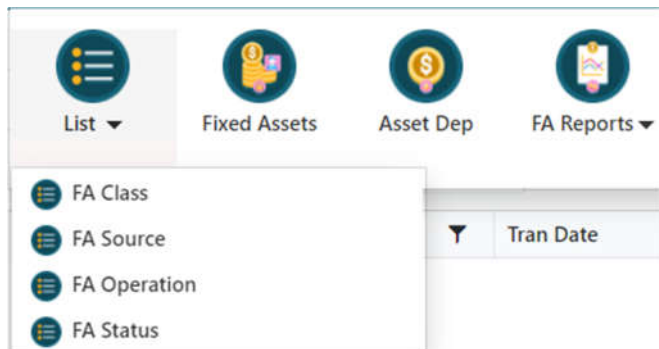 List Fixed Assets Asset Dep FA Reports
FA Class
FA Source
Tran Date
FA Operation
FA Status